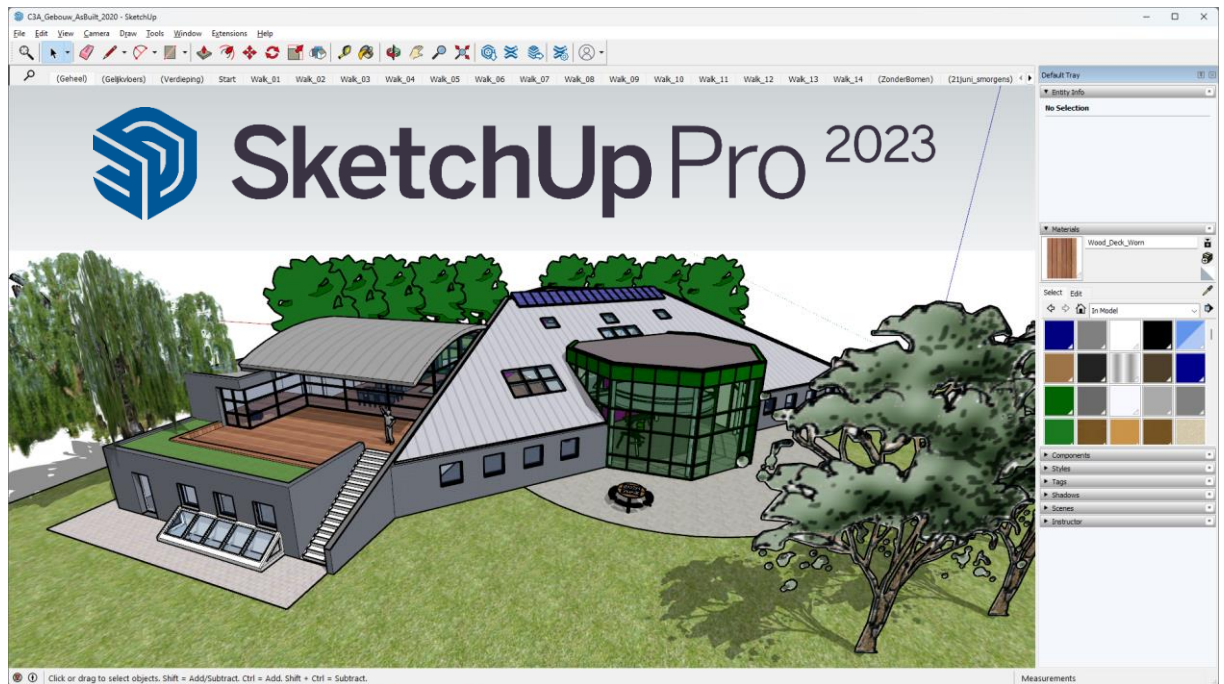 C3A_Gebouw_AsBuilt_2020 - SketchUp
File Edit View Camera Draw Tools Window Extensions Help
(Geheel) (Gelijkvloers) (Verdieping) Start Walk_01 Walk_02 Walk_03 Walk_04 Walk_05 Walk_06 Walk_07 Walk_08 Walk_09 Walk_10 Walk_11 Walk_12 Walk_13 Walk_14 (ZonderBomen) (21juni_smorgens)
SketchUp Pro 2023
Default Tray
Entity Info
No Selection
Materials
Wood_Deck_Worn
Select Edit
In Model
Components
Styles
Tags
Shadows
Scenes
Instructor
Click or drag to select objects. Shift = Add/Subtract. Ctrl = Add. Shift + Ctrl = Subtract.
Measurements